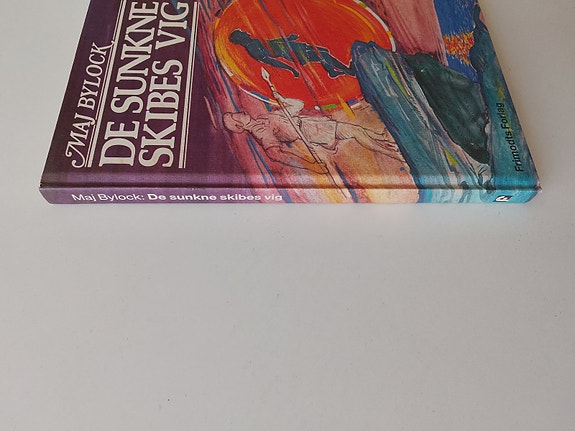 MAJ BYLOCK
DE SUNKNE
SKIBES VIG
Frimodts Forlag
Maj Bylock: De sunkne skibes vig
F